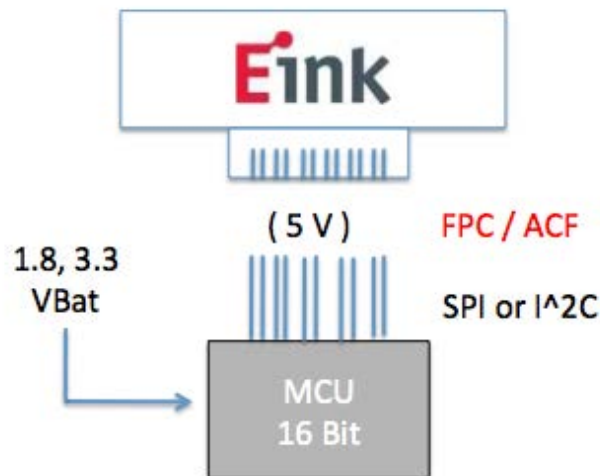 Eink
( 5 V )
FPC / ACF
1.8, 3.3
VBat
SPI or I^2C
MCU
16 Bit